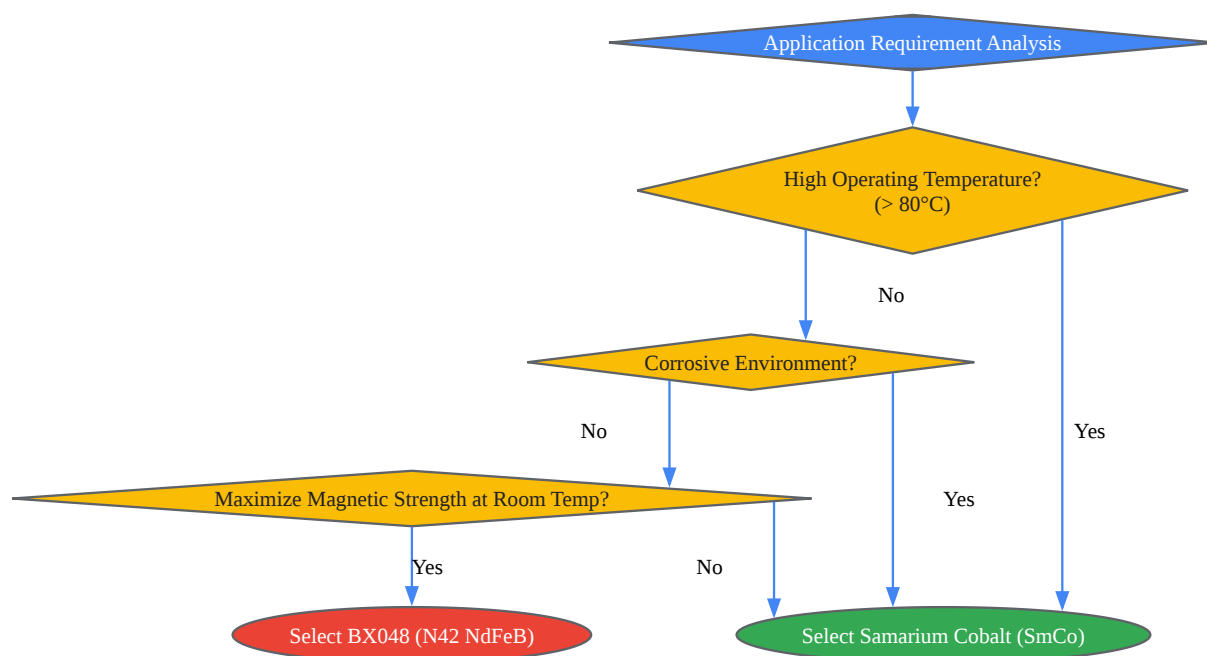 Application Requirement Analysis
High Operating Temperature?
(> 80°C)
No
Corrosive Environment?
No
Yes
Maximize Magnetic Strength at Room Temp?
Yes
Yes
No
Select BX048 (N42 NdFeB)
Select Samarium Cobalt (SmCo)